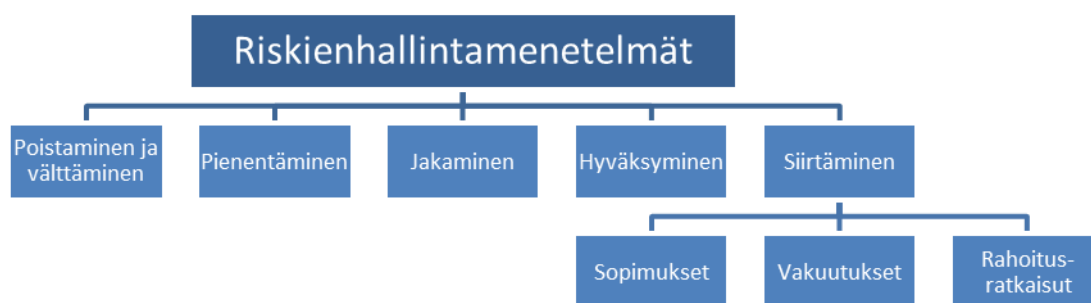 Riskienhallintamenetelmät
Poistaminen ja
välttäminen
Pienentäminen
Jakaminen
Hyväksyminen
Siirtäminen
Sopimukset
Vakuutukset
Rahoitus-
ratkaisut